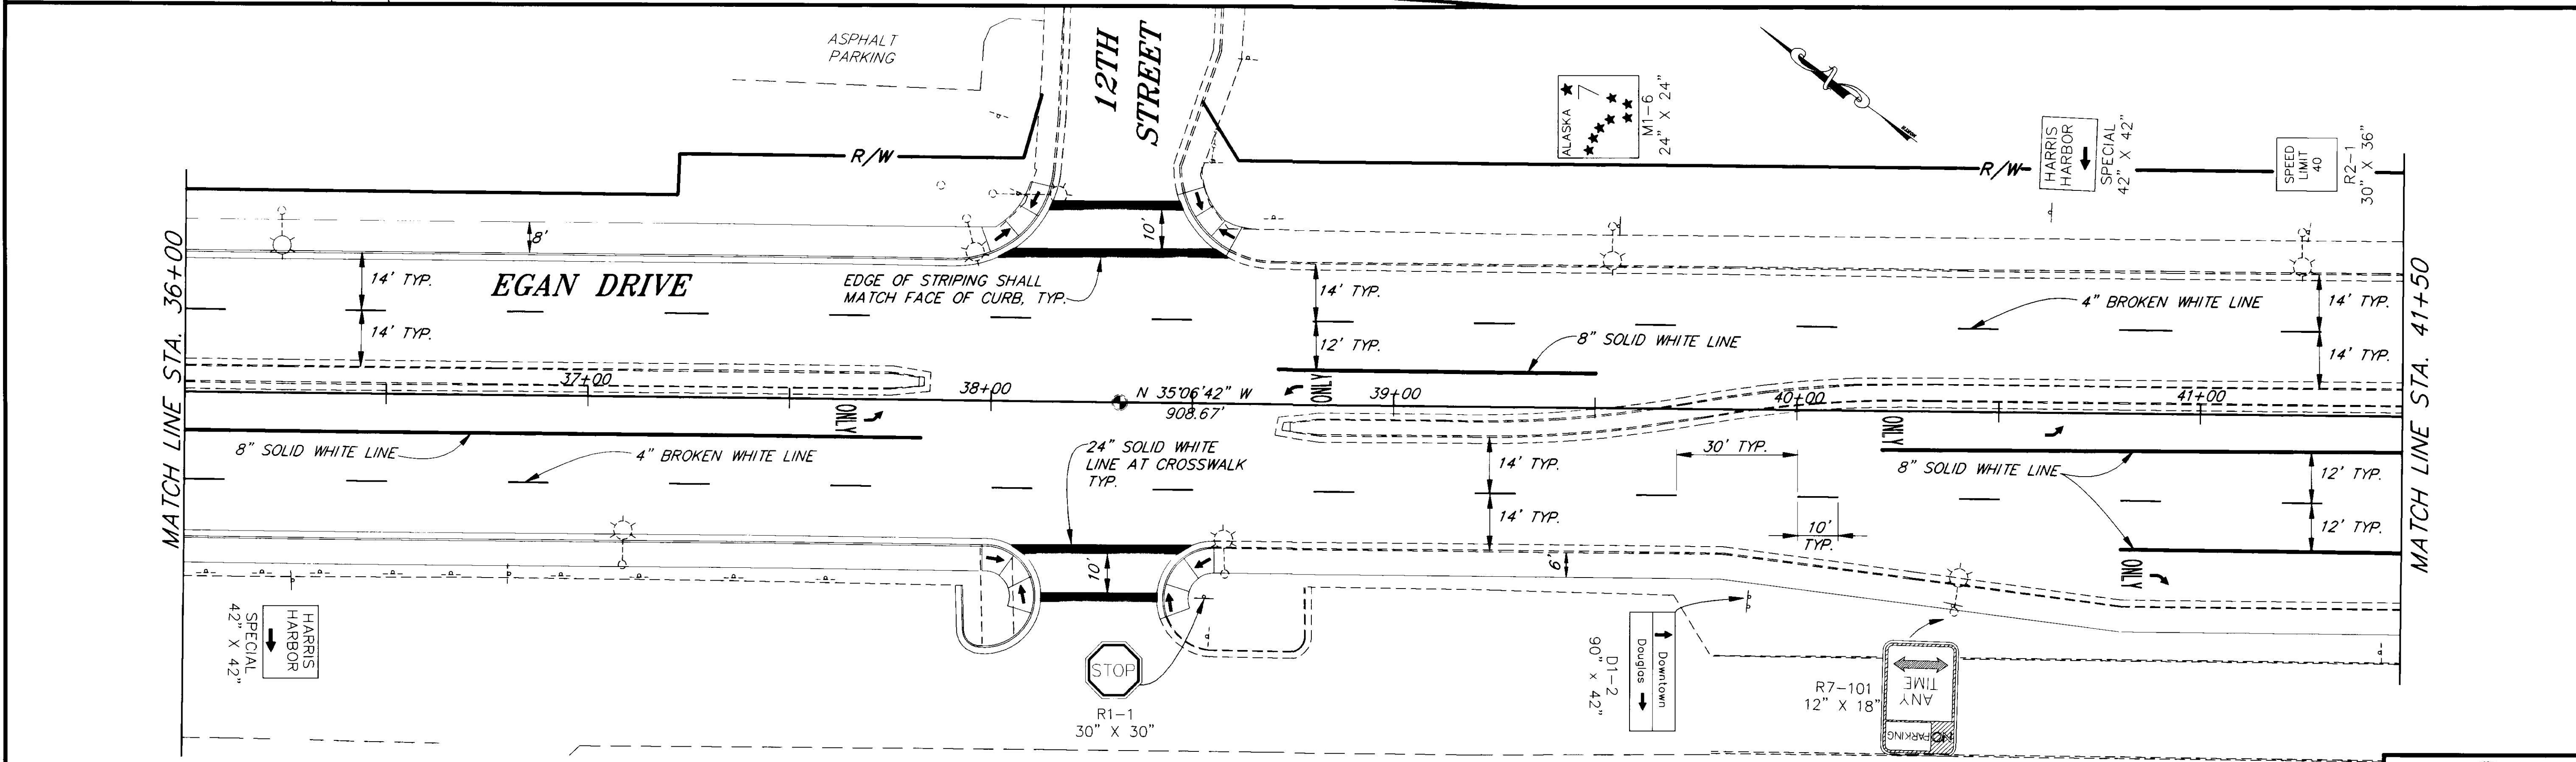 ASPHALT
PARKING
12TH
STREET
ALASKA
7
M1-6
24" X 24"
HARRIS
HARBOR
SPECIAL
42" X 42"
SPEED
LIMIT
40
R2-1
30" X 36"
R/W
R/W
MATCH LINE STA. 36+00
8'
10'
14' TYP.
EGAN DRIVE
EDGE OF STRIPING SHALL
MATCH FACE OF CURB, TYP.
14' TYP.
4" BROKEN WHITE LINE
14' TYP.
14' TYP.
12' TYP.
8" SOLID WHITE LINE
14' TYP.
MATCH LINE STA. 41+50
37+00
38+00
N 35°06'42" W
908.67'
ONLY
39+00
40+00
41+00
ONLY
ONLY
8" SOLID WHITE LINE
4" BROKEN WHITE LINE
24" SOLID WHITE
LINE AT CROSSWALK
TYP.
14' TYP.
30' TYP.
8" SOLID WHITE LINE
12' TYP.
14' TYP.
10'
TYP.
12' TYP.
10'
6'
ONLY
HARRIS
HARBOR
SPECIAL
42" X 42"
STOP
R1-1
30" X 30"
Downtown
Douglas
D1-2
90" x 42"
R7-101
12" X 18"
NO
PARKING
ANY
TIME